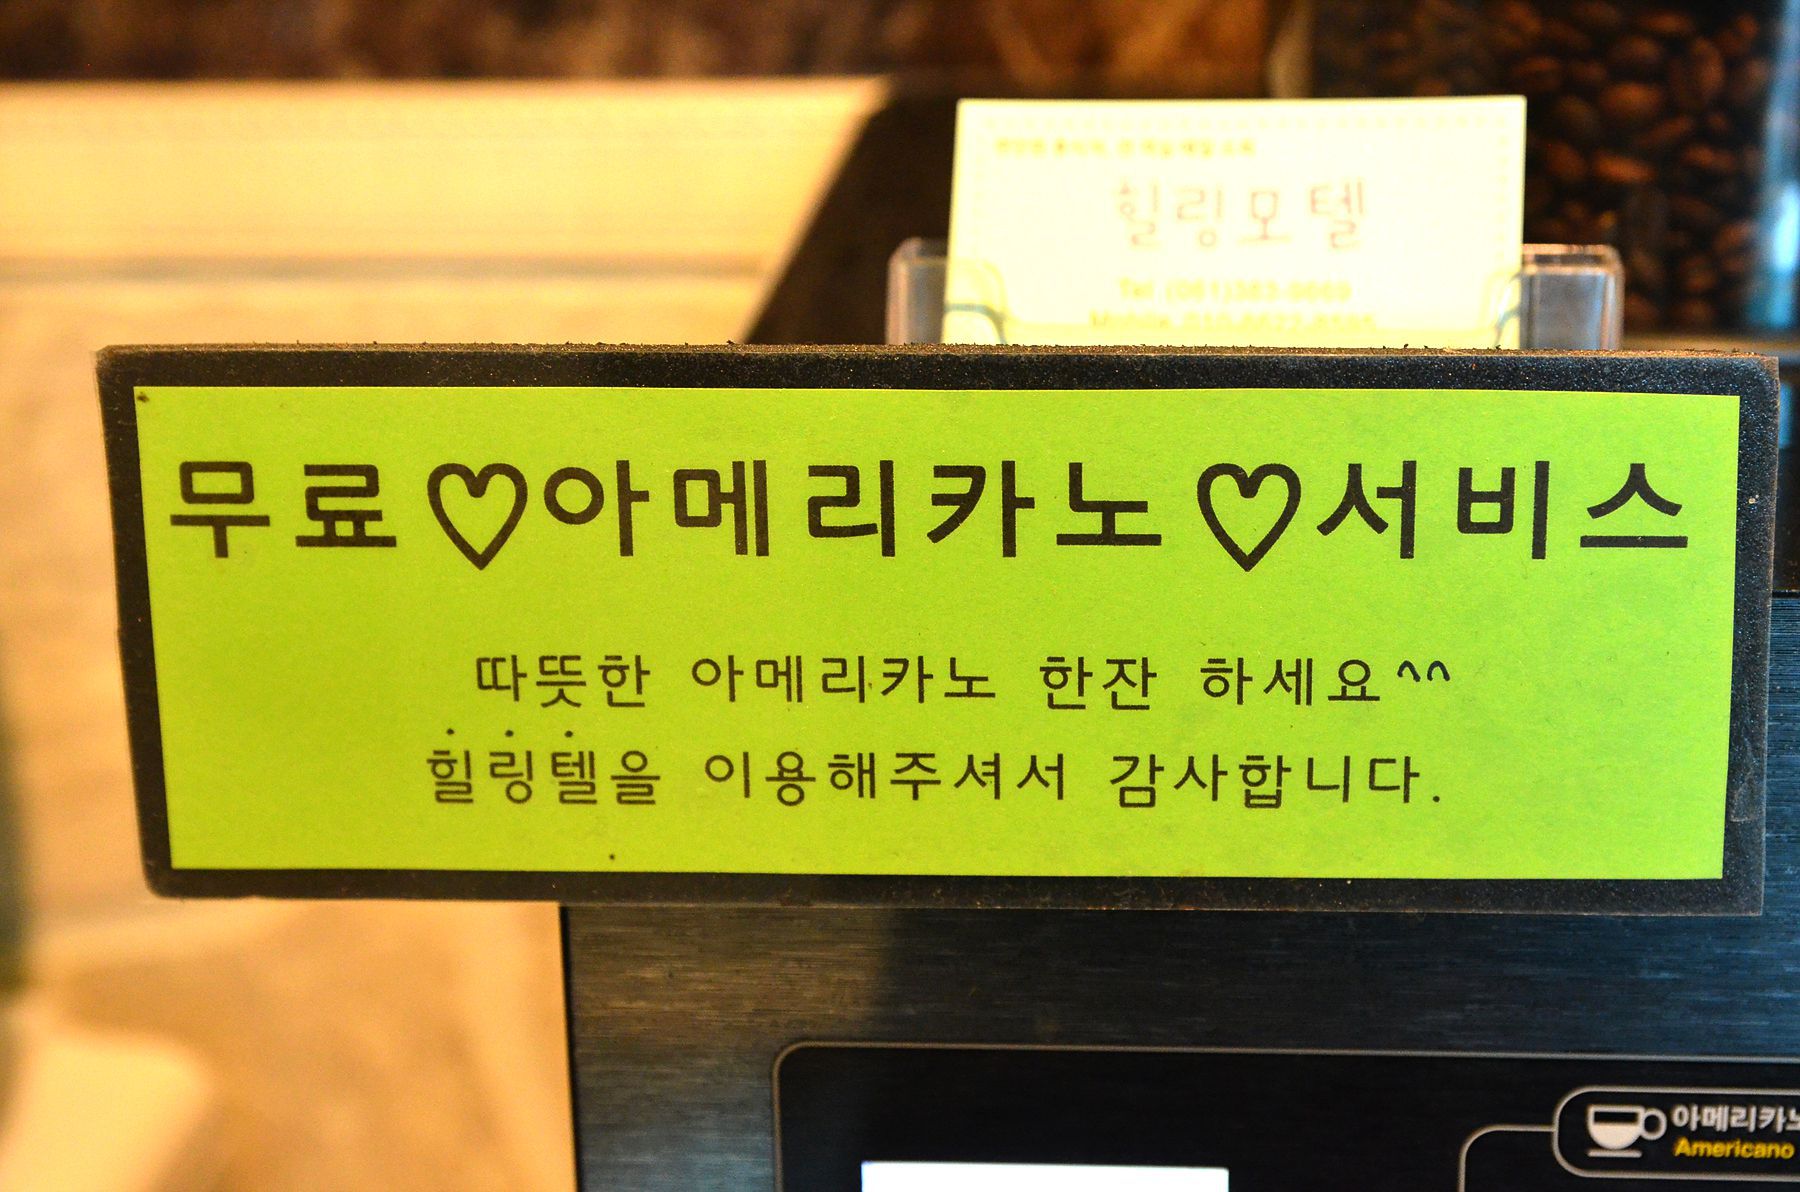 힐링모텔
무료♡아메리카노♡서비스
따뜻한 아메리카노 한잔 하세요^^
힐링텔을 이용해주셔서 감사합니다.
아메리카노
Americano